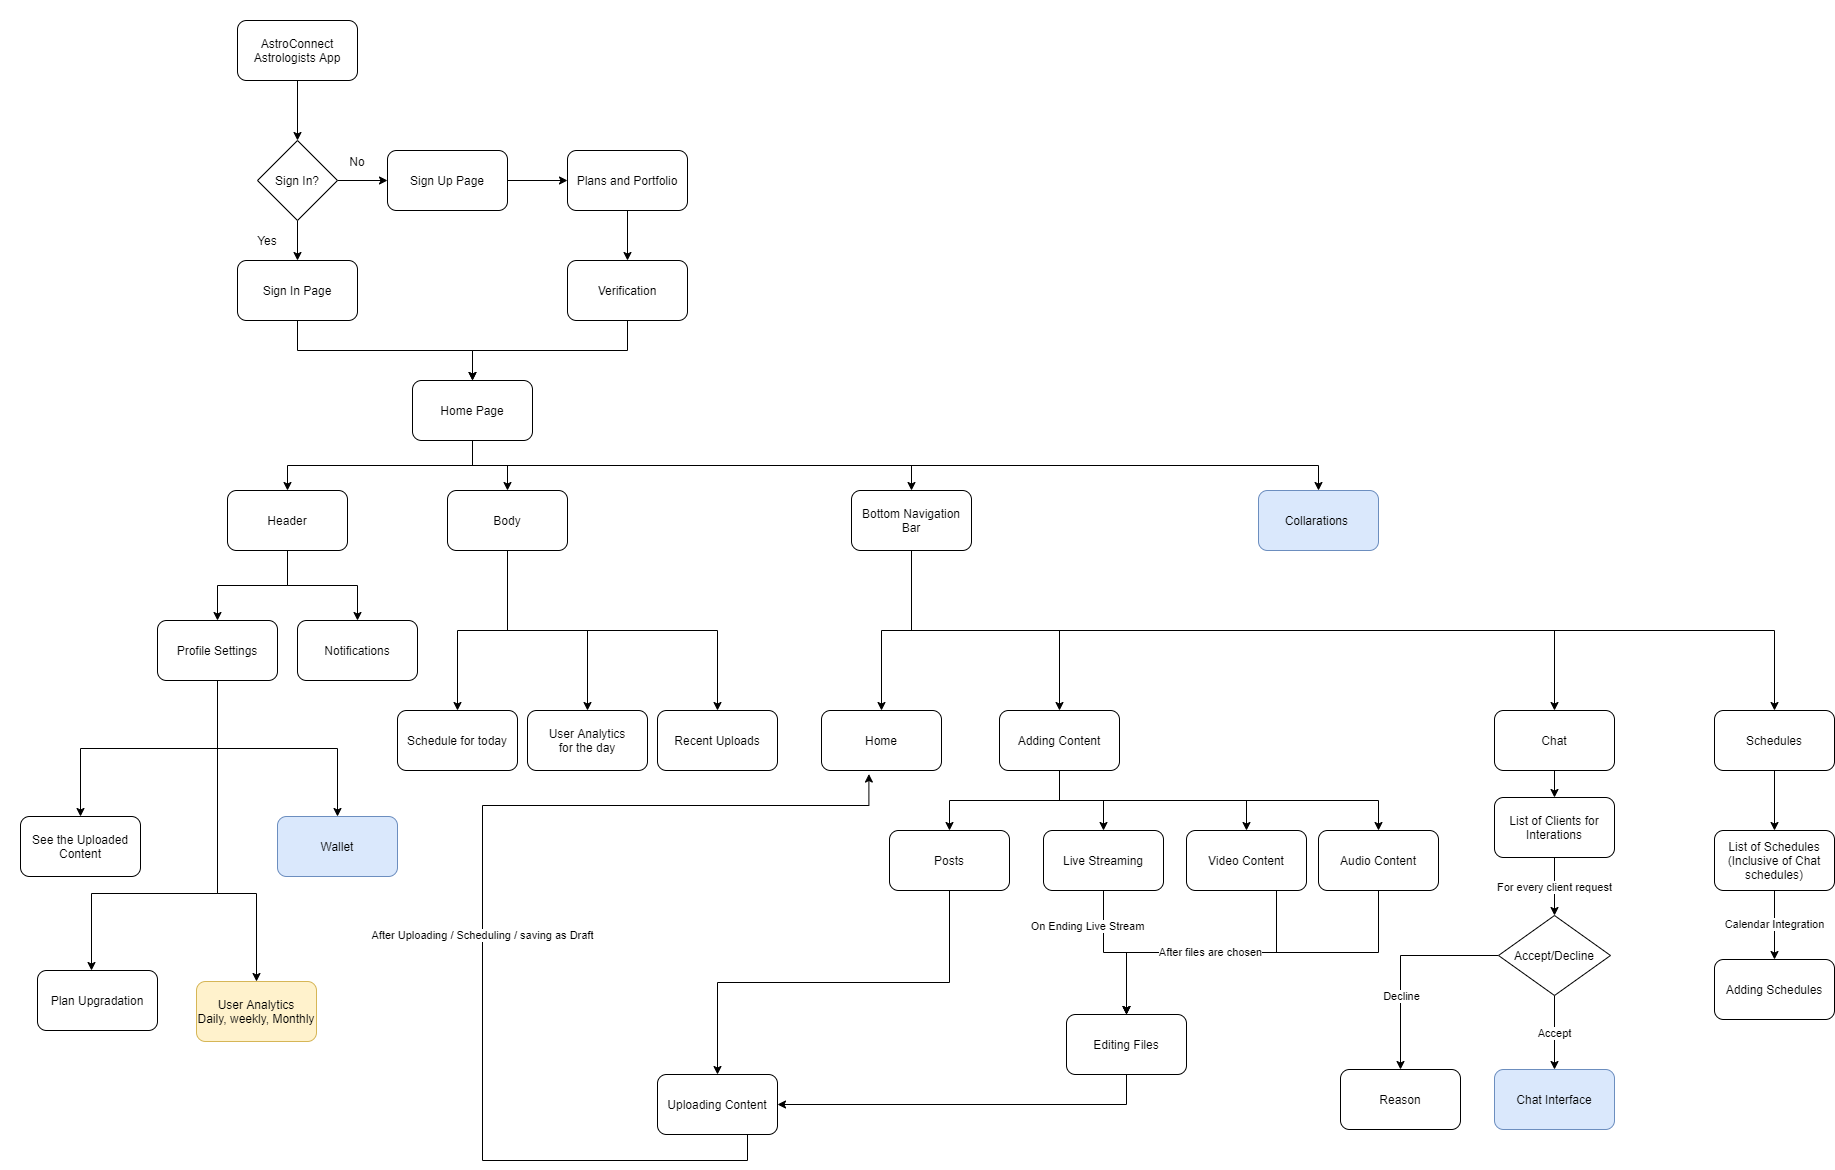 AstroConnect
Astrologists App
Sign In?
No
Sign Up Page
Plans and Portfolio
Yes
Sign In Page
Verification
Home Page
Header
Body
Bottom Navigation
Bar
Collarations
Profile Settings
Notifications
Schedule for today
User Analytics
for the day
Recent Uploads
Home
Adding Content
Chat
Schedules
See the Uploaded
Content
Wallet
Posts
Live Streaming
Video Content
Audio Content
List of Clients for
Interations
List of Schedules
(Inclusive of Chat
schedules)
For every client request
After Uploading / Scheduling / saving as Draft
On Ending Live Stream
After files are chosen
Calendar Integration
Accept/Decline
Plan Upgradation
User Analytics
Daily, weekly, Monthly
Decline
Adding Schedules
Accept
Editing Files
Uploading Content
Reason
Chat Interface